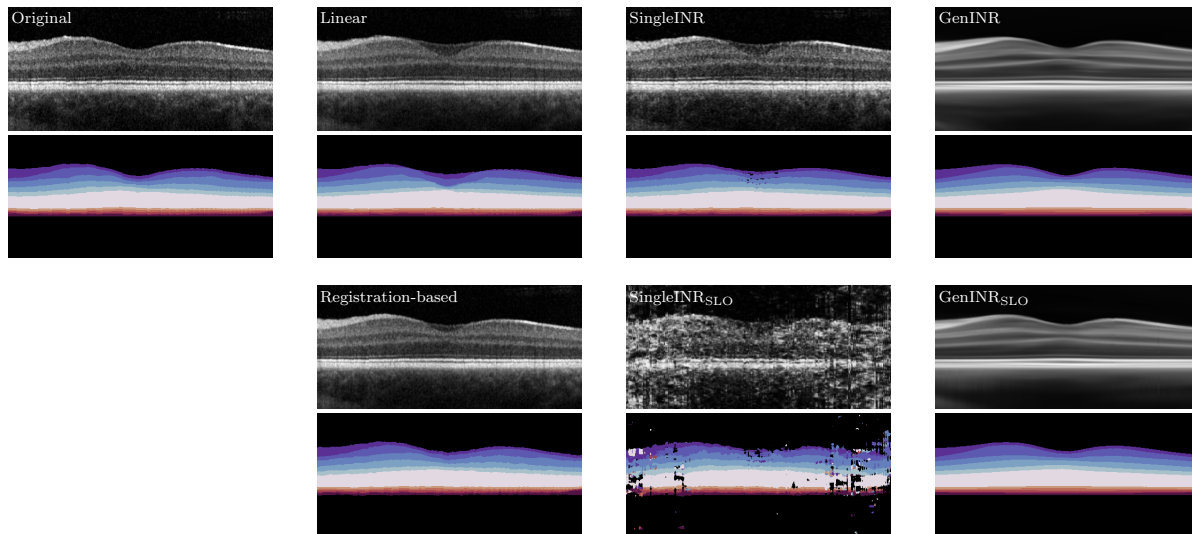 Original
Linear
SingleINR
GenINR
Registration-based
SingleINR_SLO
GenINR_SLO